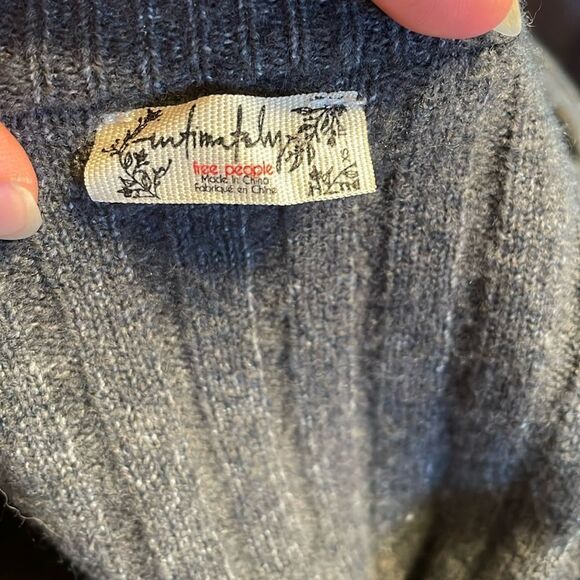 intimately
free people
Made in China
Fabriqué en Chine